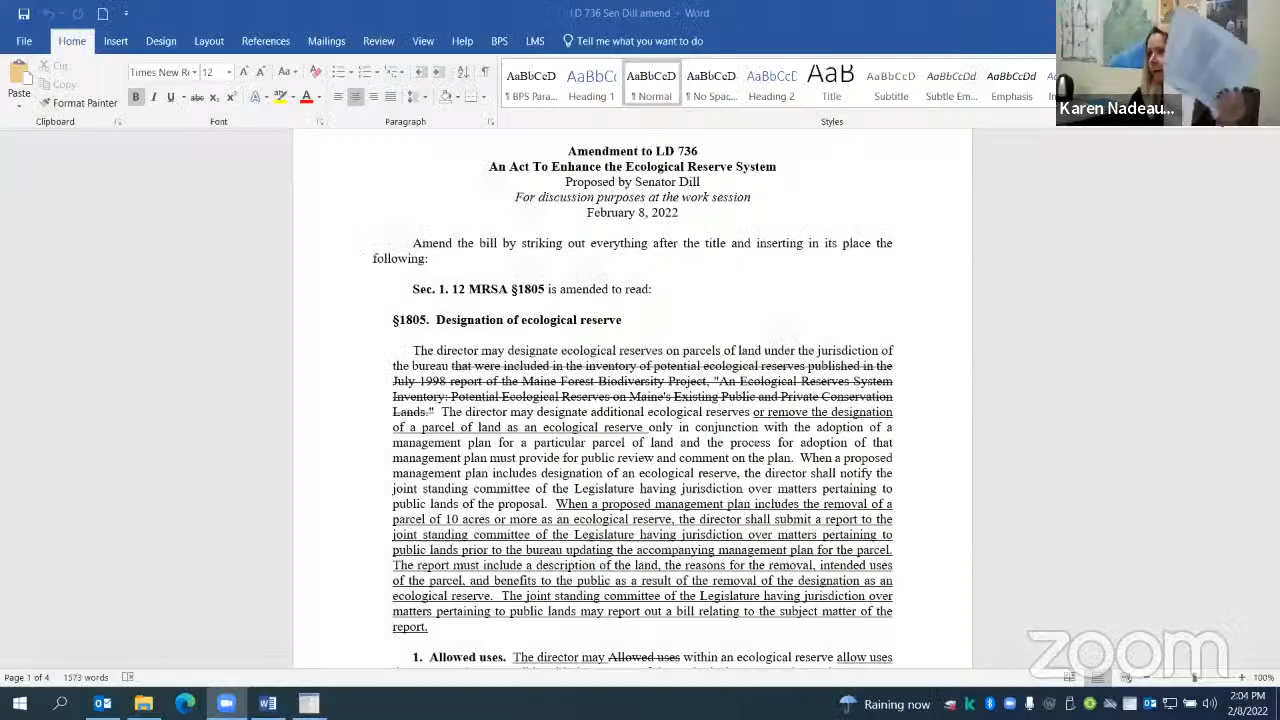 LD 736 Sen Dill amend - Word
File Home Insert Design Layout References Mailings Review View Help BPS LMS Tell me what you want to do
Paste
Cut
Copy
Format Painter
Clipboard
Times New Ro 12
Font
Paragraph
AaBbCcD AaBbCc AaBbCcD AaBbCcD AaBbCcD AaB AaBbCcD AaBbCcDd AaBbCcDd
¶ BPS Para... Heading 1 ¶ Normal ¶ No Spac... Heading 2 Title Subtitle Subtle Em... Emphasis
Styles
Karen Nadeau...
Amendment to LD 736
An Act To Enhance the Ecological Reserve System
Proposed by Senator Dill
For discussion purposes at the work session
February 8, 2022
Amend the bill by striking out everything after the title and inserting in its place the
following:
Sec. 1. 12 MRSA §1805 is amended to read:
§1805. Designation of ecological reserve
The director may designate ecological reserves on parcels of land under the jurisdiction of
the bureau that were included in the inventory of potential ecological reserves published in the
July 1998 report of the Maine Forest Biodiversity Project, "An Ecological Reserves System
Inventory: Potential Ecological Reserves on Maine's Existing Public and Private Conservation
Lands." The director may designate additional ecological reserves or remove the designation
of a parcel of land as an ecological reserve only in conjunction with the adoption of a
management plan for a particular parcel of land and the process for adoption of that
management plan must provide for public review and comment on the plan. When a proposed
management plan includes designation of an ecological reserve, the director shall notify the
joint standing committee of the Legislature having jurisdiction over matters pertaining to
public lands of the proposal. When a proposed management plan includes the removal of a
parcel of 10 acres or more as an ecological reserve, the director shall submit a report to the
joint standing committee of the Legislature having jurisdiction over matters pertaining to
public lands prior to the bureau updating the accompanying management plan for the parcel.
The report must include a description of the land, the reasons for the removal, intended uses
of the parcel, and benefits to the public as a result of the removal of the designation as an
ecological reserve. The joint standing committee of the Legislature having jurisdiction over
matters pertaining to public lands may report out a bill relating to the subject matter of the
report.
1. Allowed uses. The director may Allowed uses within an ecological reserve allow uses
zoom
Page 1 of 4 1573 words 100%
Raining now 2:04 PM
2/8/2022